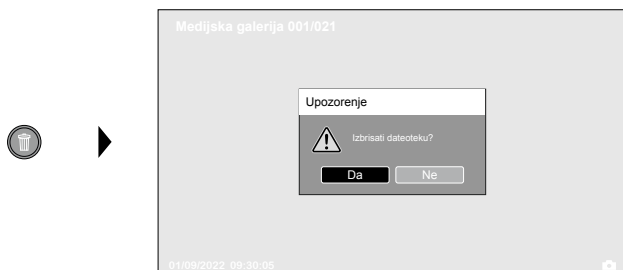 Medijska galerija 001/021
Upozorenje
Izbrisati dateoteku?
Da
Ne
01/09/2022 09:30:05